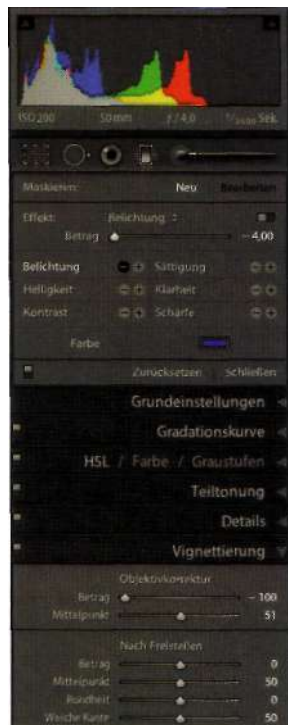 ISO 200 50 mm f / 4,0 Sek.
Maskieren: Neu Bearbeiten
Effekt: Belichtung
Betrag - 4,00
Belichtung Sättigung
Helligkeit Klarheit
Kontrast Schärfe
Farbe
Zurücksetzen Schließen
Grundeinstellungen
Gradationskurve
HSL / Farbe / Graustufen
Teiltonung
Details
Vignettierung
Objektivkorrektur
Betrag - 100
Mittelpunkt 51
Nach Freistellen
Betrag 0
Mittelpunkt 50
Rundheit 0
Weiche Kante 50